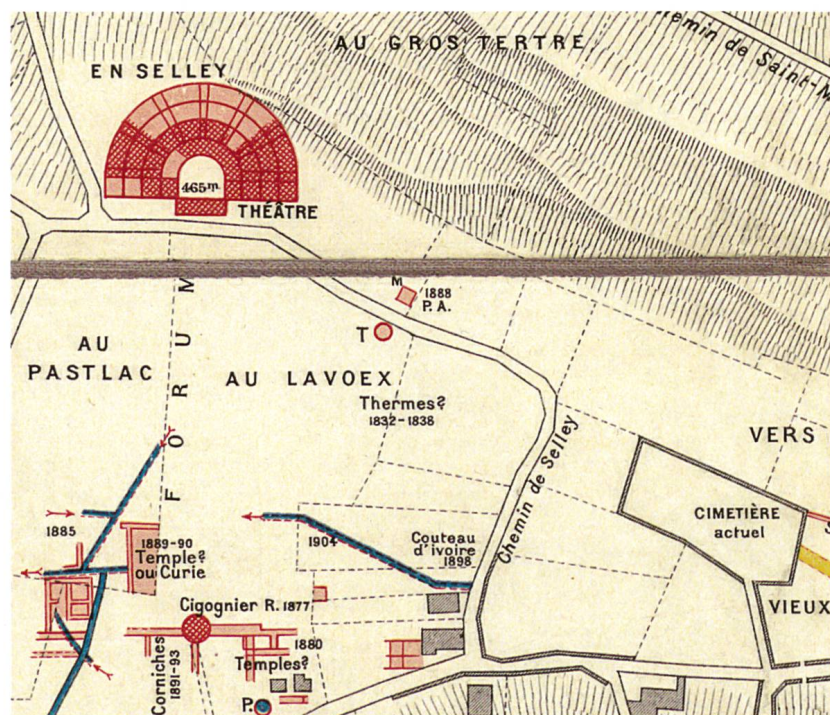 AU GROS TERTRE
Chemin de Saint-M
EN SELLEY
465m.
THÉÂTRE
M
1888
P.A.
T
FORUM
AU
PASTLAC
AU LAVOEX
Thermes?
1832-1838
Chemin de Selley
VERS
CIMETIÈRE
actuel
VIEUX
1885
1889-90
Temple?
ou Curie
1904
Couteau
d'ivoire
1898
Cigognier R. 1877
1880
Corniches
1891-93
Temples?
P.